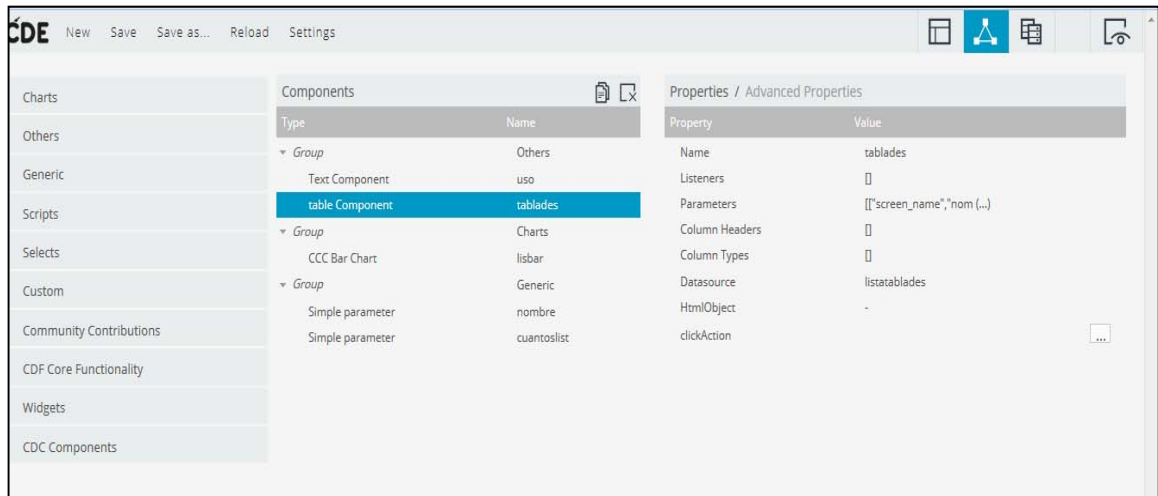 CDE New Save Save as... Reload Settings
Charts
Others
Generic
Scripts
Selects
Custom
Community Contributions
CDF Core Functionality
Widgets
CDC Components
Components
Type Name
Group Others
Text Component uso
table Component tablades
Group Charts
CCC Bar Chart lisbar
Group Generic
Simple parameter nombre
Simple parameter cuantoslist
Properties / Advanced Properties
Property Value
Name tablades
Listeners []
Parameters [["screen_name","nom (...)
Column Headers []
Column Types []
Datasource listatablades
HtmlObject -
clickAction ...